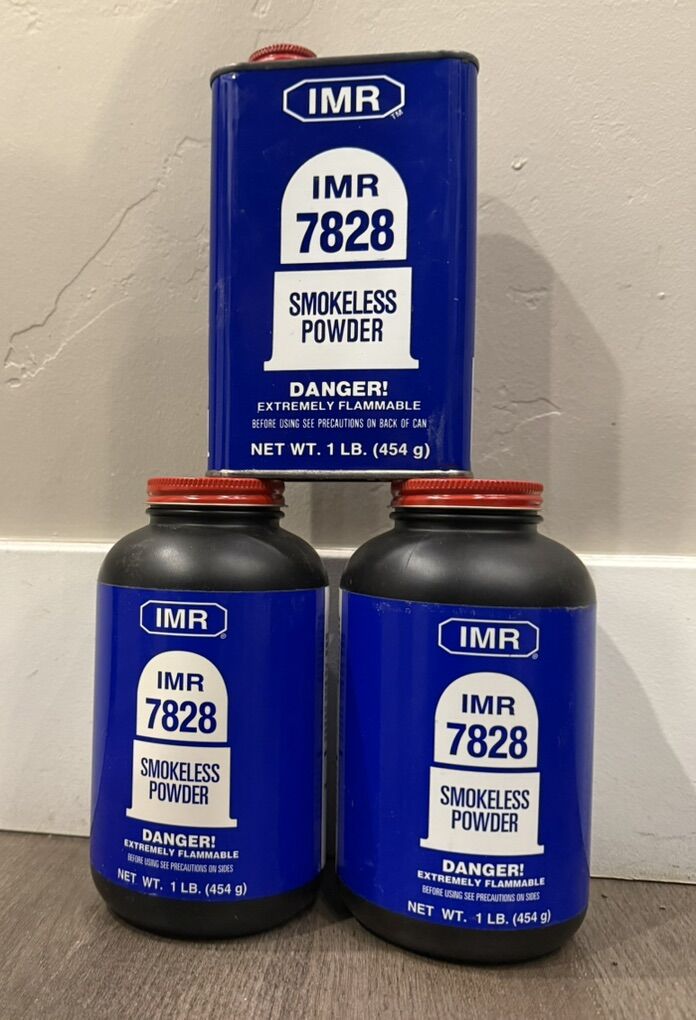 IMR™
IMR
7828
SMOKELESS
POWDER
DANGER!
EXTREMELY FLAMMABLE
BEFORE USING SEE PRECAUTIONS ON BACK OF CAN
NET WT. 1 LB. (454 g)
IMR®
IMR
7828
SMOKELESS
POWDER
DANGER!
EXTREMELY FLAMMABLE
BEFORE USING SEE PRECAUTIONS ON SIDES
NET WT. 1 LB. (454 g)
IMR®
IMR
7828
SMOKELESS
POWDER
DANGER!
EXTREMELY FLAMMABLE
BEFORE USING SEE PRECAUTIONS ON SIDES
NET WT. 1 LB. (454 g)